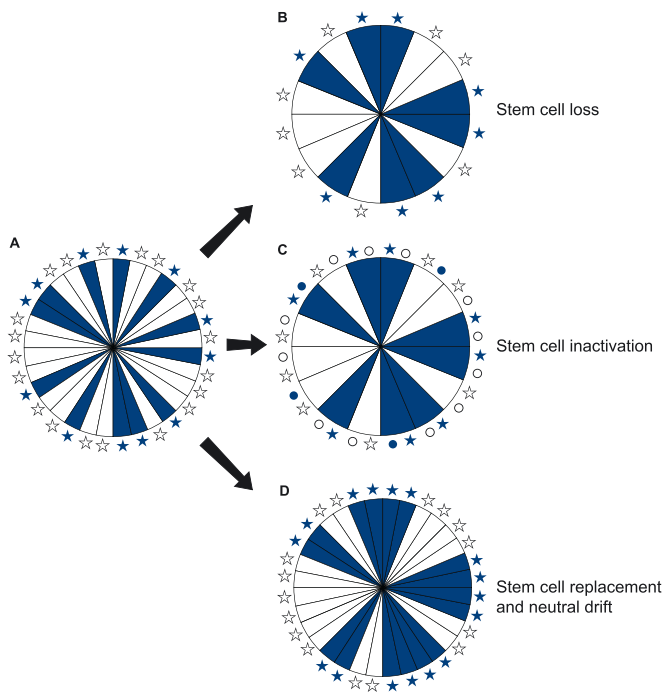 B
Stem cell loss
A
C
Stem cell inactivation
D
Stem cell replacement
and neutral drift